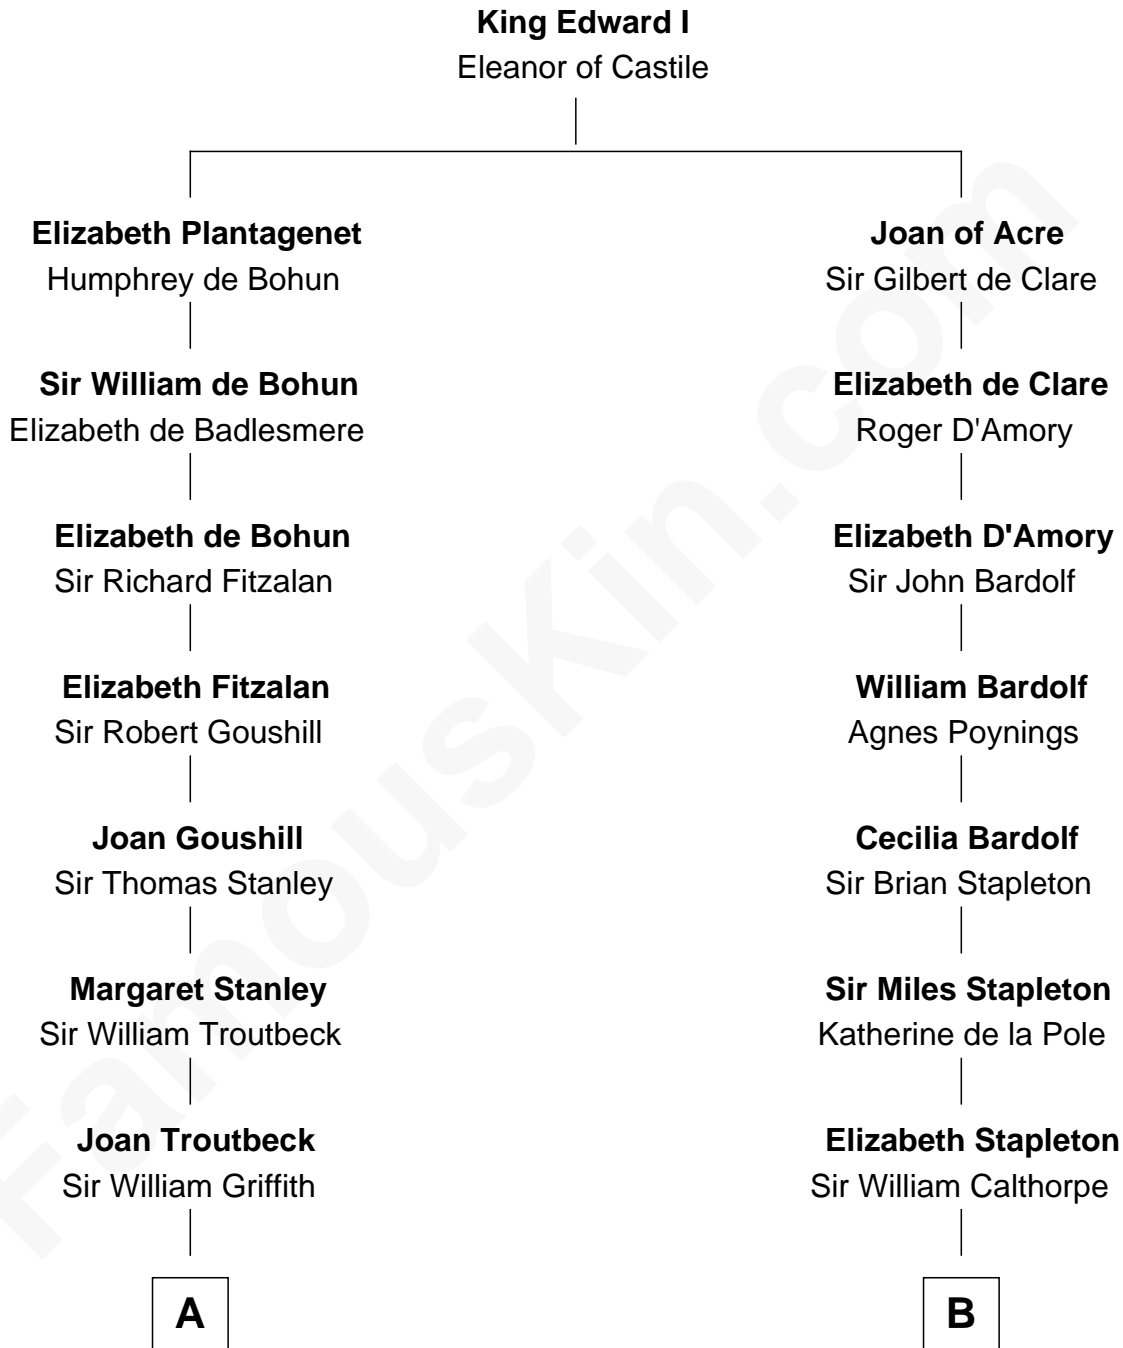 King Edward I
Eleanor of Castile
Elizabeth Plantagenet
Humphrey de Bohun
Sir William de Bohun
Elizabeth de Badlesmere
Elizabeth de Bohun
Sir Richard Fitzalan
Elizabeth Fitzalan
Sir Robert Goushill
Joan Goushill
Sir Thomas Stanley
Margaret Stanley
Sir William Troutbeck
Joan Troutbeck
Sir William Griffith
A
Joan of Acre
Sir Gilbert de Clare
Elizabeth de Clare
Roger D'Amory
Elizabeth D'Amory
Sir John Bardolf
William Bardolf
Agnes Poynings
Cecilia Bardolf
Sir Brian Stapleton
Sir Miles Stapleton
Katherine de la Pole
Elizabeth Stapleton
Sir William Calthorpe
B
FamousKin.com